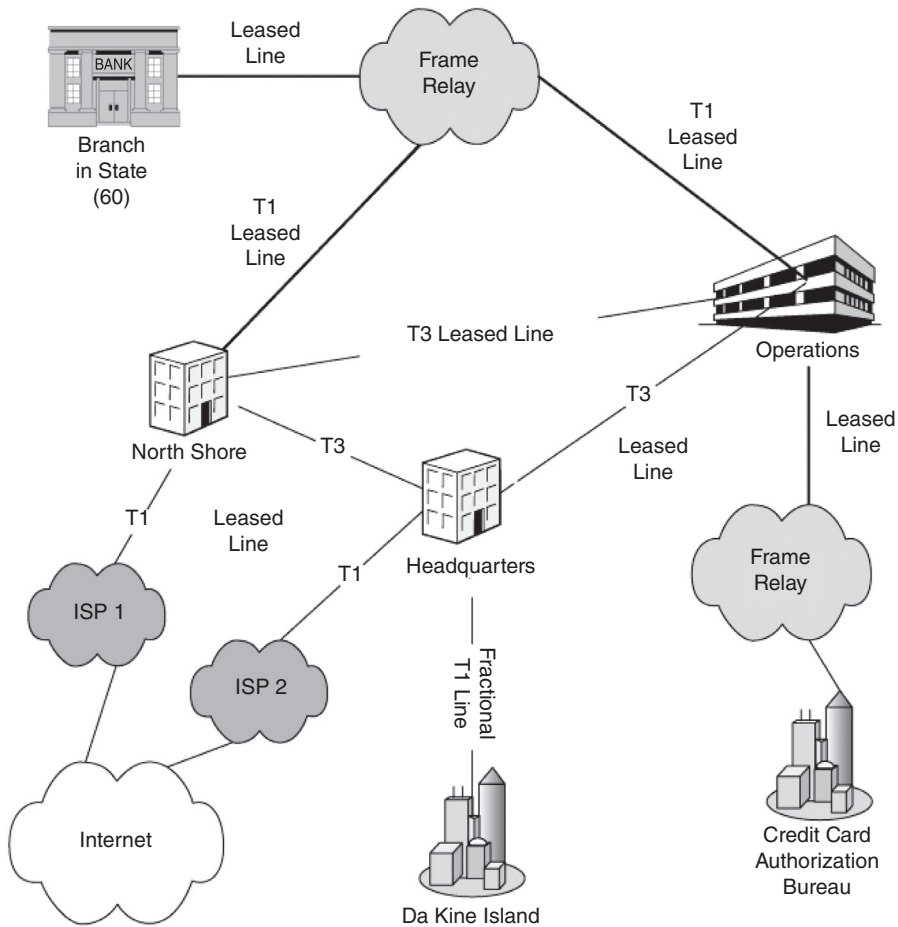 Leased
Line
BANK
Frame
Relay
Branch
in State
(60)
T1
Leased
Line
T1
Leased
Line
T3 Leased Line
Operations
T3
North Shore
T3
Leased
Line
Leased
Line
T1
Leased
Line
Headquarters
T1
Frame
Relay
ISP 1
ISP 2
Fractional
T1 Line
Internet
Credit Card
Authorization
Bureau
Da Kine Island